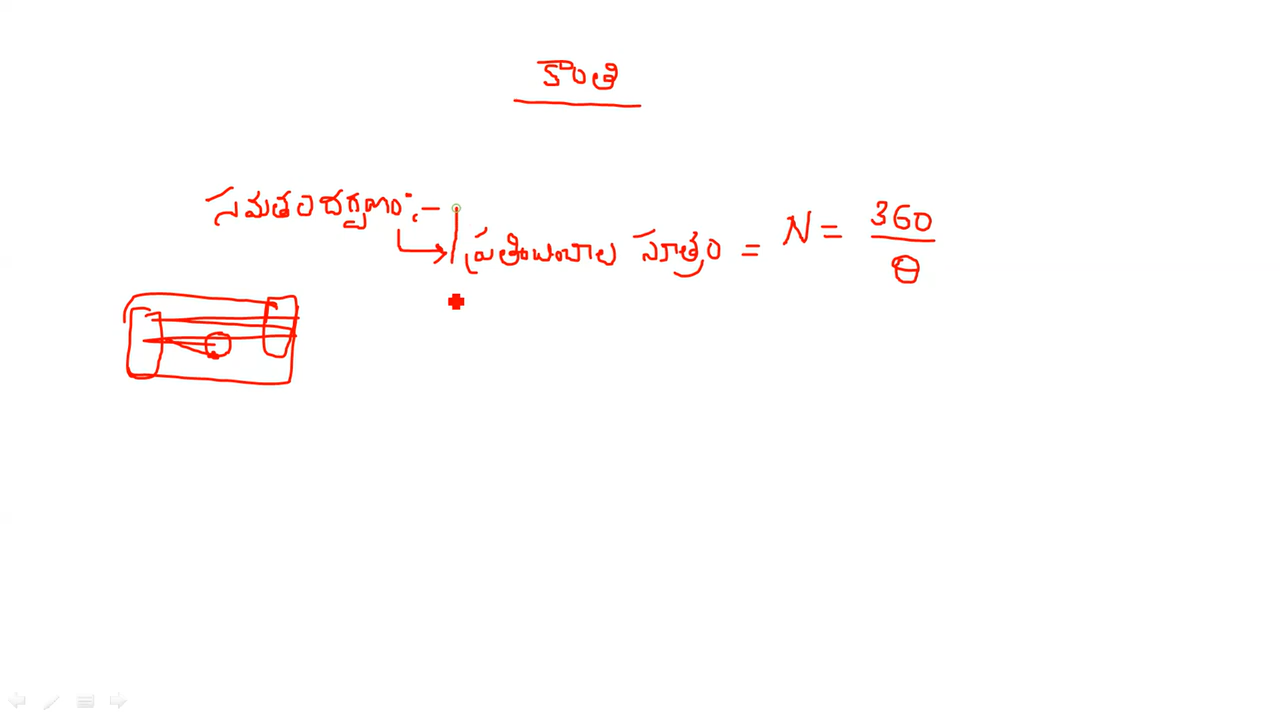 కాంతి
సమతలదర్పణం :-
ప్రతిబింబాల సూత్రం = N = 360 / θ